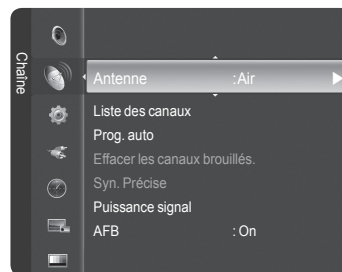 Chaîne
Antenne :Air
Liste des canaux
Prog. auto
Effacer les canaux brouillés.
Syn. Précise
Puissance signal
AFB : On